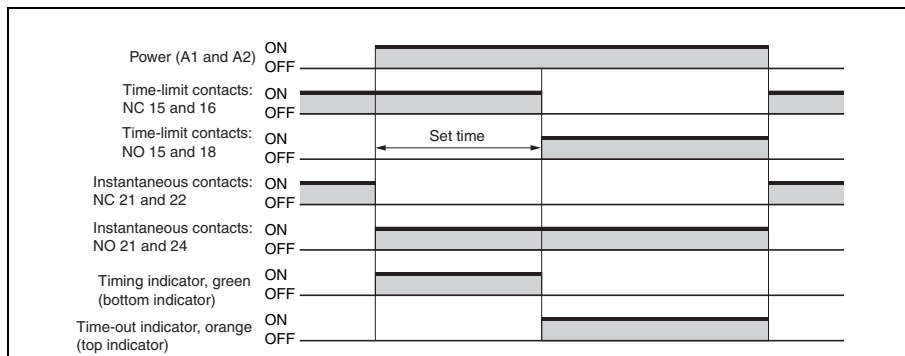 Power (A1 and A2)
ON
OFF
Time-limit contacts:
NC 15 and 16
ON
OFF
Time-limit contacts:
NO 15 and 18
ON
OFF
Set time
Instantaneous contacts:
NC 21 and 22
ON
OFF
Instantaneous contacts:
NO 21 and 24
ON
OFF
Timing indicator, green
(bottom indicator)
ON
OFF
Time-out indicator, orange
(top indicator)
ON
OFF